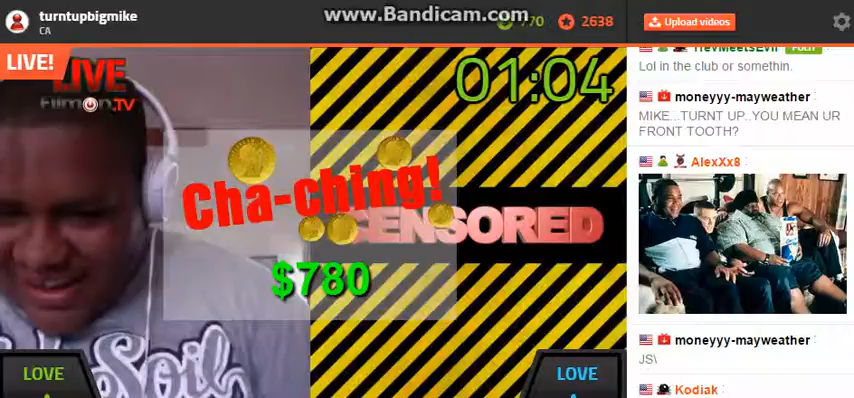 turntupbigmike
CA
www.Bandicam.com
2638
Upload videos
LIVE!
LIVE
FilmOn.TV
01:04
Cha-ching!
CENSORED
$780
LOVE
LOVE
TrevMeetsEvil
Lol in the club or somethin.
moneyyy-mayweather :
MIKE...TURNT UP..YOU MEAN UR
FRONT TOOTH?
AlexXx8 :
moneyyy-mayweather :
JS\
Kodiak :